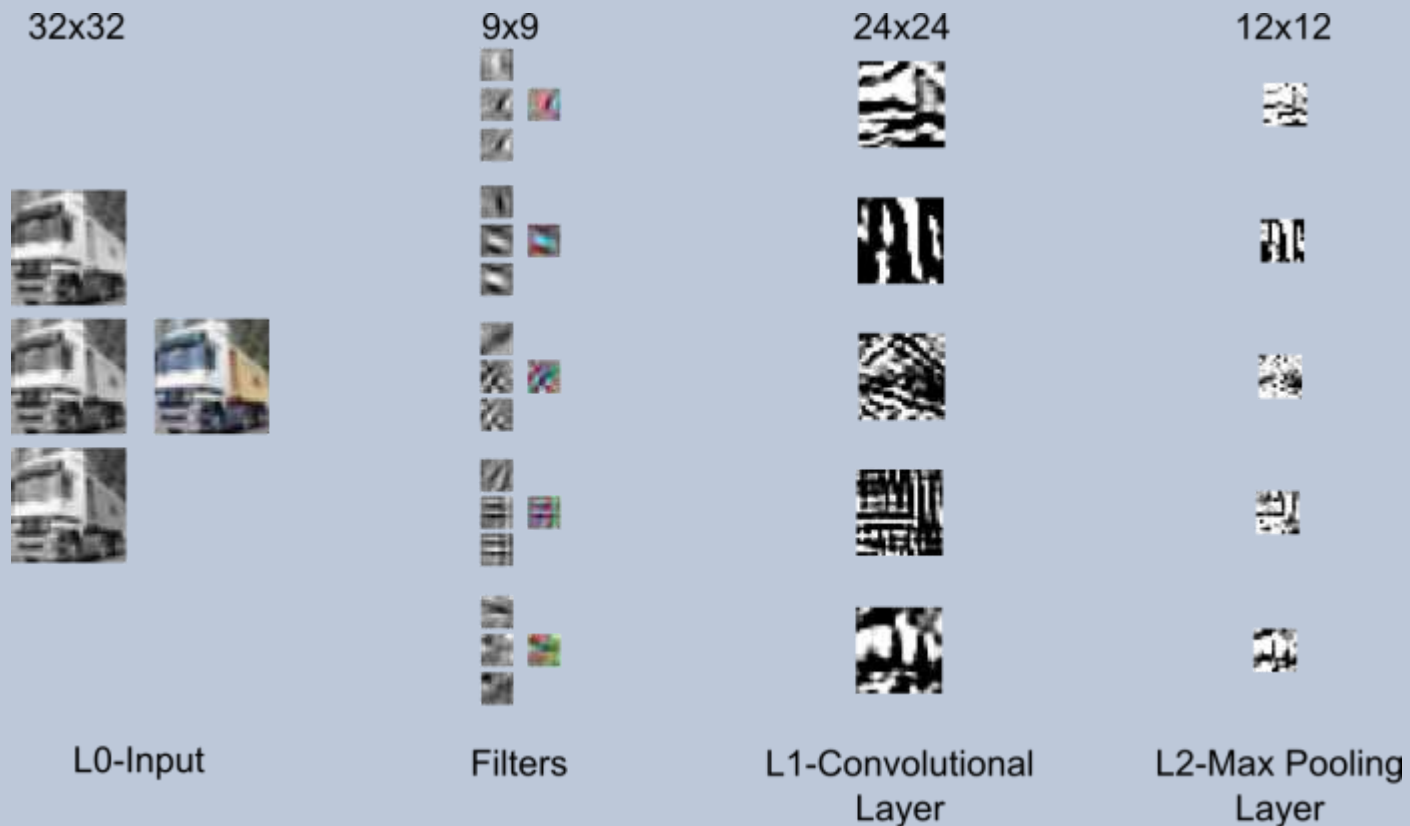 32x32
9x9
24x24
12x12
L0-Input
Filters
L1-Convolutional
Layer
L2-Max Pooling
Layer